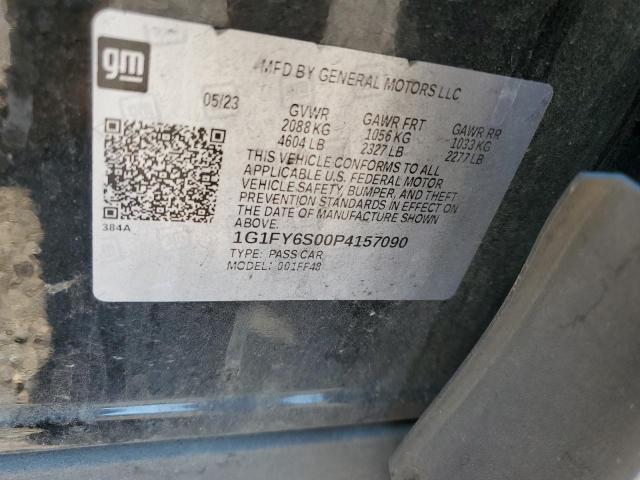 gm
MFD BY GENERAL MOTORS LLC
05/23 GVWR GAWR FRT GAWR RR
2088 KG 1056 KG 1033 KG
4604 LB 2327 LB 2277 LB
THIS VEHICLE CONFORMS TO ALL
APPLICABLE U.S. FEDERAL MOTOR
VEHICLE SAFETY, BUMPER, AND THEFT
PREVENTION STANDARDS IN EFFECT ON
THE DATE OF MANUFACTURE SHOWN
ABOVE.
384A
1G1FY6S00P4157090
TYPE: PASS CAR
MODEL: 001FF48